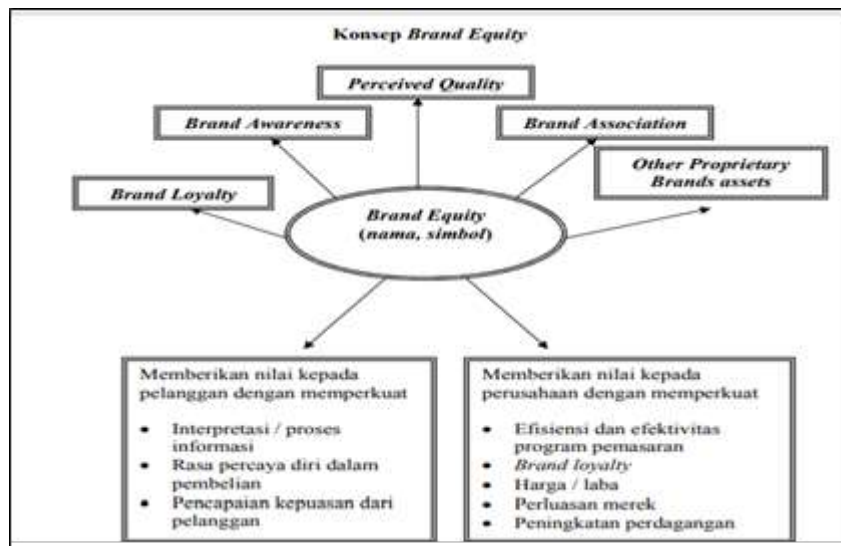 Konsep Brand Equity
Perceived Quality
Brand Awareness
Brand Association
Other Proprietary
Brands assets
Brand Loyalty
Brand Equity
(nama, simbol)
Memberikan nilai kepada
pelanggan dengan memperkuat
• Interpretasi / proses
informasi
• Rasa percaya diri dalam
pembelian
• Pencapaian kepuasan dari
pelanggan
Memberikan nilai kepada
perusahaan dengan memperkuat
• Efisiensi dan efektivitas
program pemasaran
• Brand loyalty
• Harga / laba
• Perluasan merek
• Peningkatan perdagangan